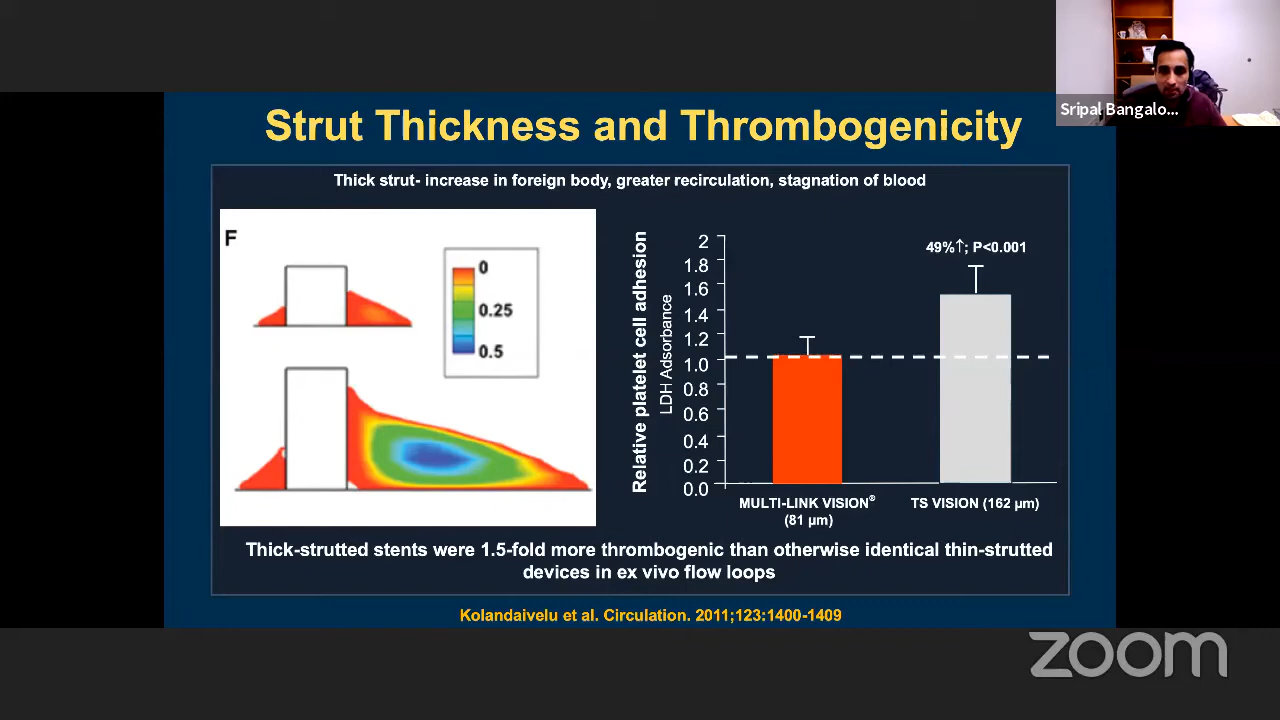 Sripal Bangalo...
Strut Thickness and Thrombogenicity
Thick strut- increase in foreign body, greater recirculation, stagnation of blood
F
0
0.25
0.5
Relative platelet cell adhesion
LDH Adsorbance
2
1.8
1.6
1.4
1.2
1.0
0.8
0.6
0.4
0.2
0.0
49%↑; P<0.001
MULTI-LINK VISION®
(81 µm)
TS VISION (162 µm)
Thick-strutted stents were 1.5-fold more thrombogenic than otherwise identical thin-strutted
devices in ex vivo flow loops
Kolandaivelu et al. Circulation. 2011;123:1400-1409
zoom